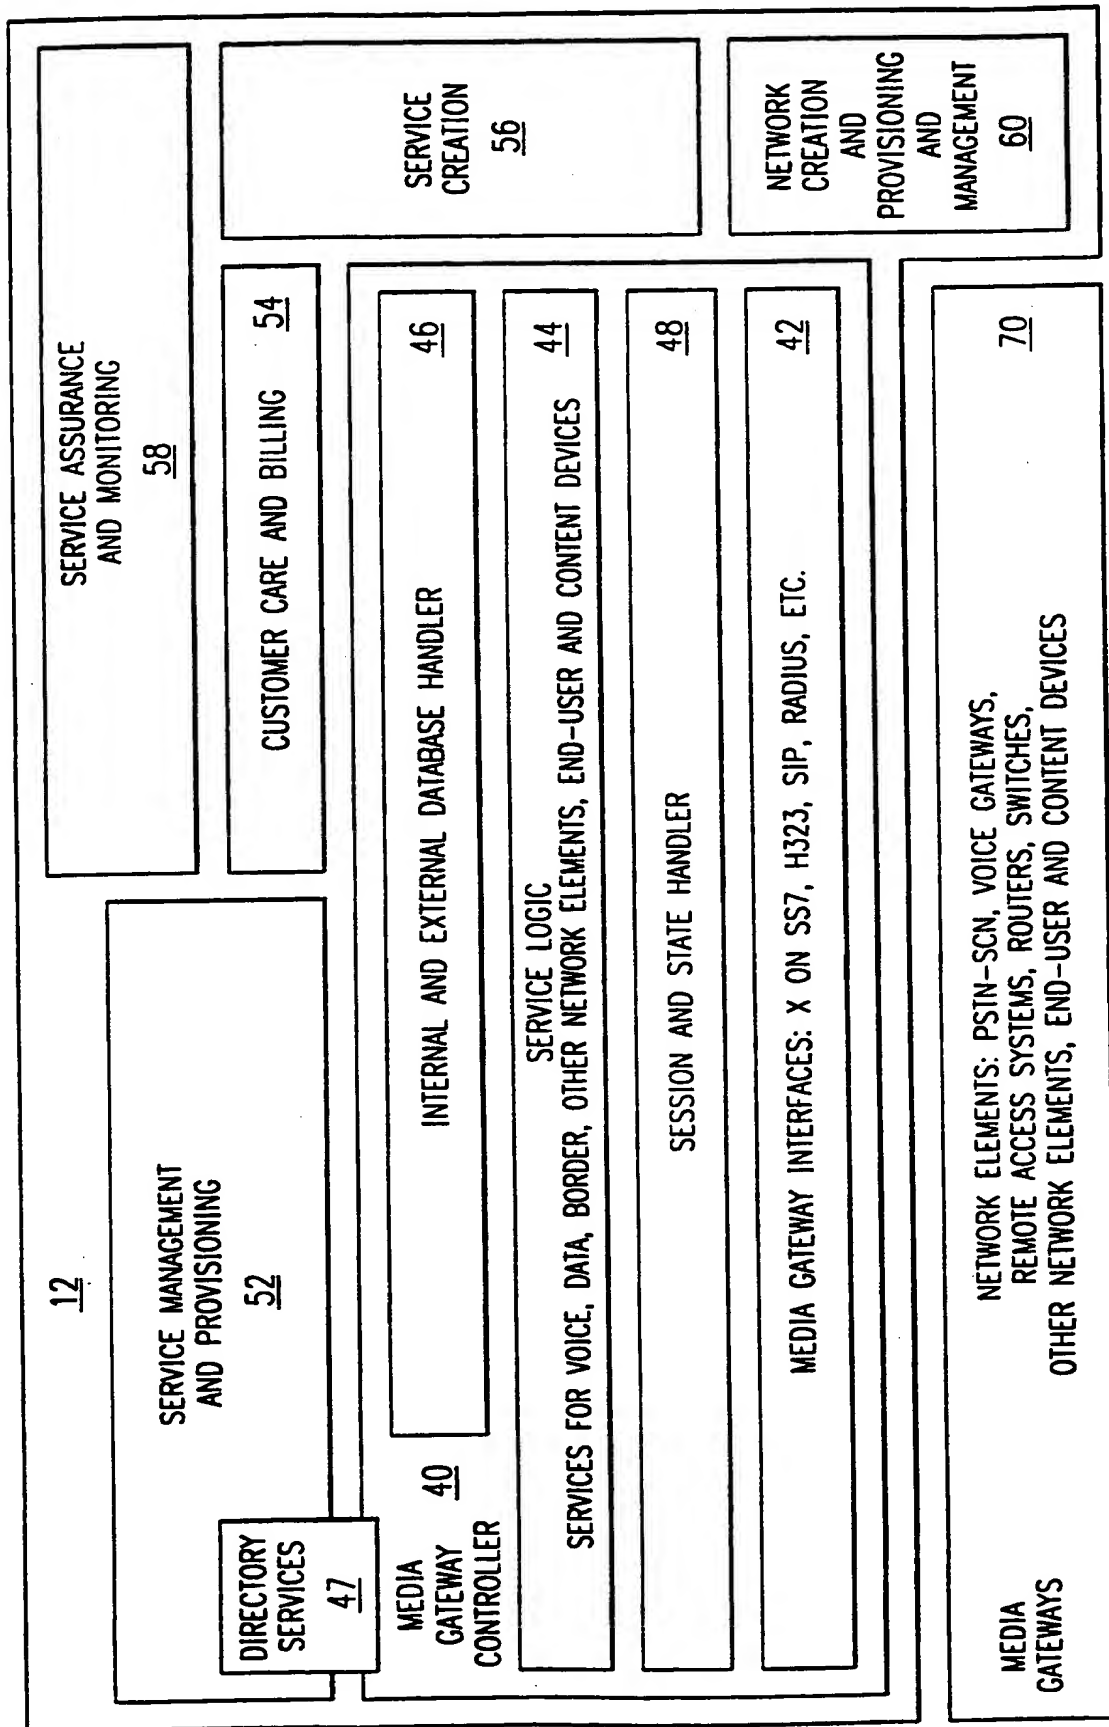 12
SERVICE ASSURANCE
AND MONITORING
58
SERVICE MANAGEMENT
AND PROVISIONING
52
CUSTOMER CARE AND BILLING 54
SERVICE
CREATION
56
DIRECTORY
SERVICES
47
MEDIA
GATEWAY
CONTROLLER
40
INTERNAL AND EXTERNAL DATABASE HANDLER 46
SERVICE LOGIC
SERVICES FOR VOICE, DATA, BORDER, OTHER NETWORK ELEMENTS, END-USER AND CONTENT DEVICES
44
SESSION AND STATE HANDLER 48
MEDIA GATEWAY INTERFACES: X ON SS7, H323, SIP, RADIUS, ETC. 42
NETWORK
CREATION
AND
PROVISIONING
AND
MANAGEMENT
60
MEDIA
GATEWAYS
NETWORK ELEMENTS: PSTN-SCN, VOICE GATEWAYS,
REMOTE ACCESS SYSTEMS, ROUTERS, SWITCHES,
OTHER NETWORK ELEMENTS, END-USER AND CONTENT DEVICES
70